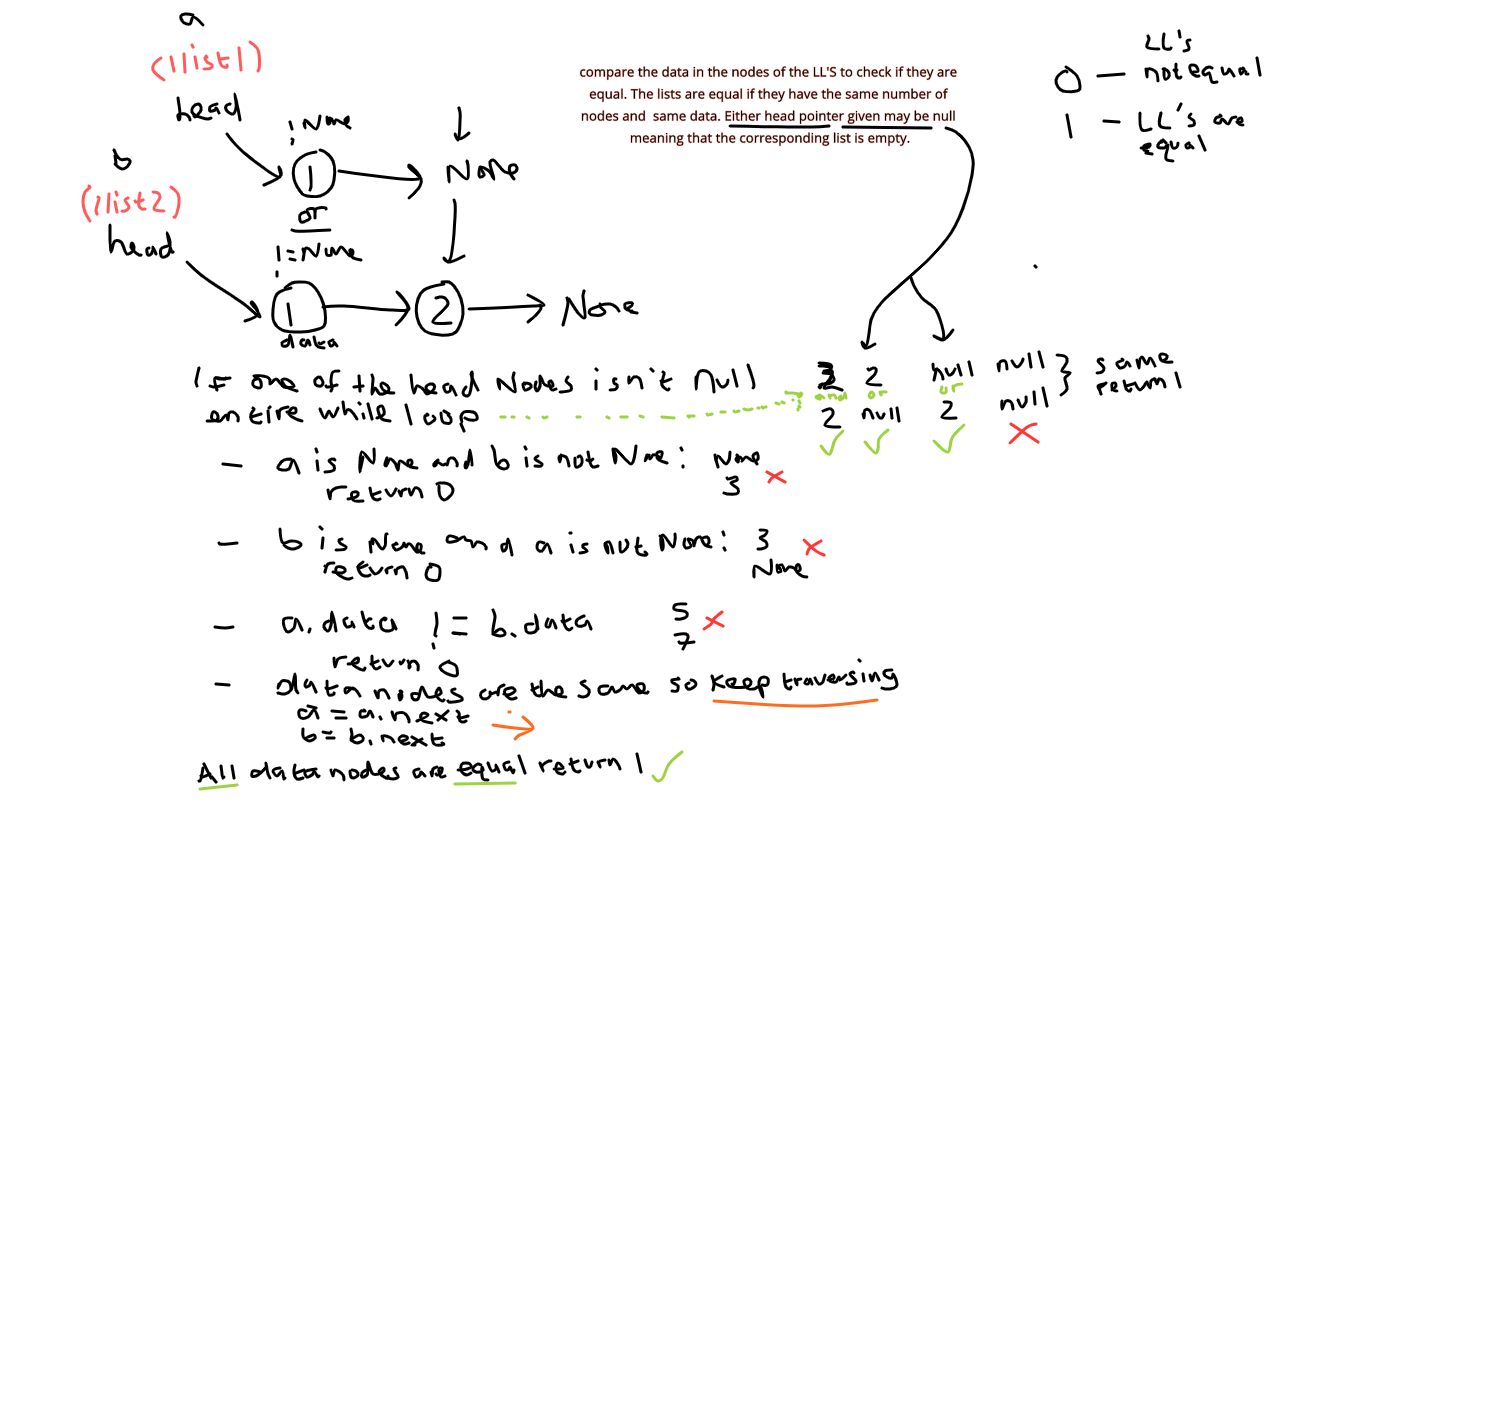 a
(llist1)
head
! None
1
None
or
b
(llist2)
head
!=None
1
data
2
None
compare the data in the nodes of the LL'S to check if they are
equal. The lists are equal if they have the same number of
nodes and same data. Either head pointer given may be null
meaning that the corresponding list is empty.
LL's
0 — not equal
1 — LL's are
equal
If one of the head Nodes isn't Null
entire while loop
2 null null } same
and or or return 1
2 null 2 null
- a is None and b is not None: None
return 0 3
- b is None and a is not None: 3
return 0 None
- a.data != b.data 5
7
return 0
- data nodes are the same so keep traversing
a = a.next
b = b.next
All data nodes are equal return 1